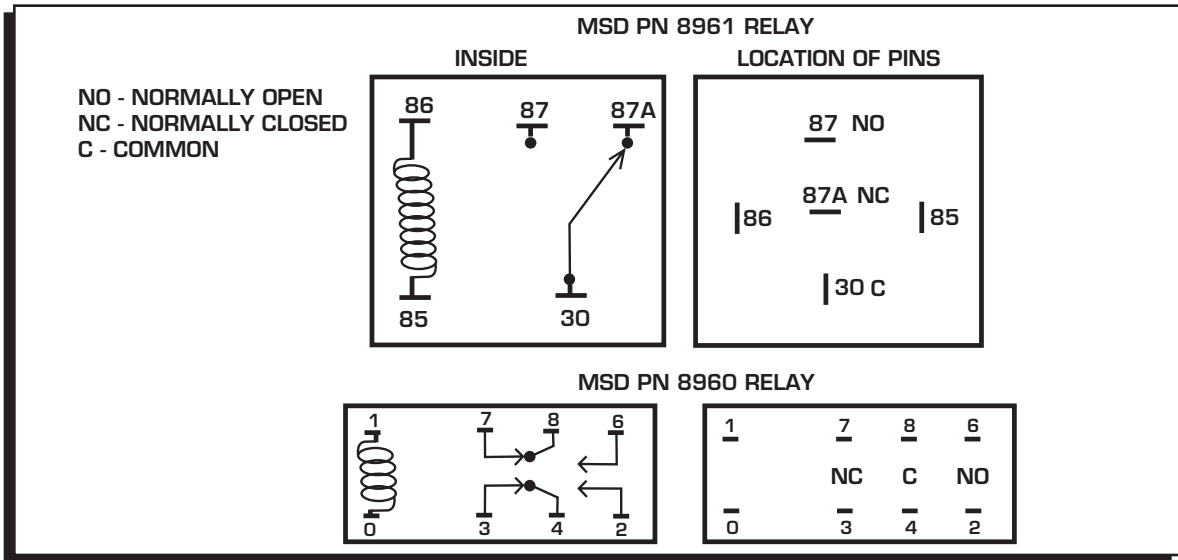 MSD PN 8961 RELAY
INSIDE
LOCATION OF PINS
NO - NORMALLY OPEN
NC - NORMALLY CLOSED
C - COMMON
86 87 87A
85 30
87 NO
87A NC
86 85
30 C
MSD PN 8960 RELAY
1 7 8 6
0 3 4 2
1 7 8 6
NC C NO
0 3 4 2